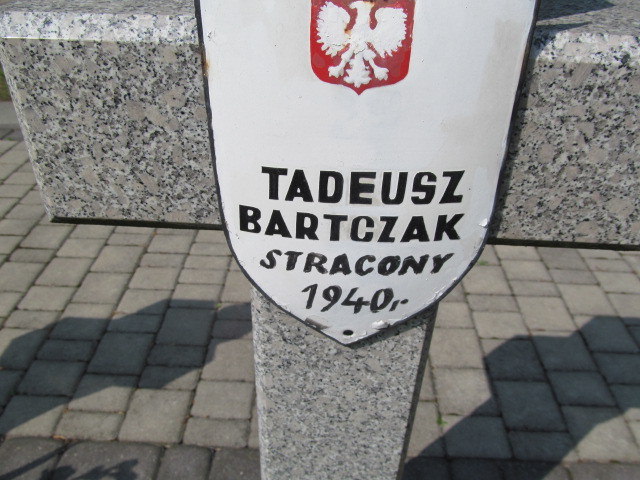 TADEUSZ
BARTCZAK
STRACONY
1940r.